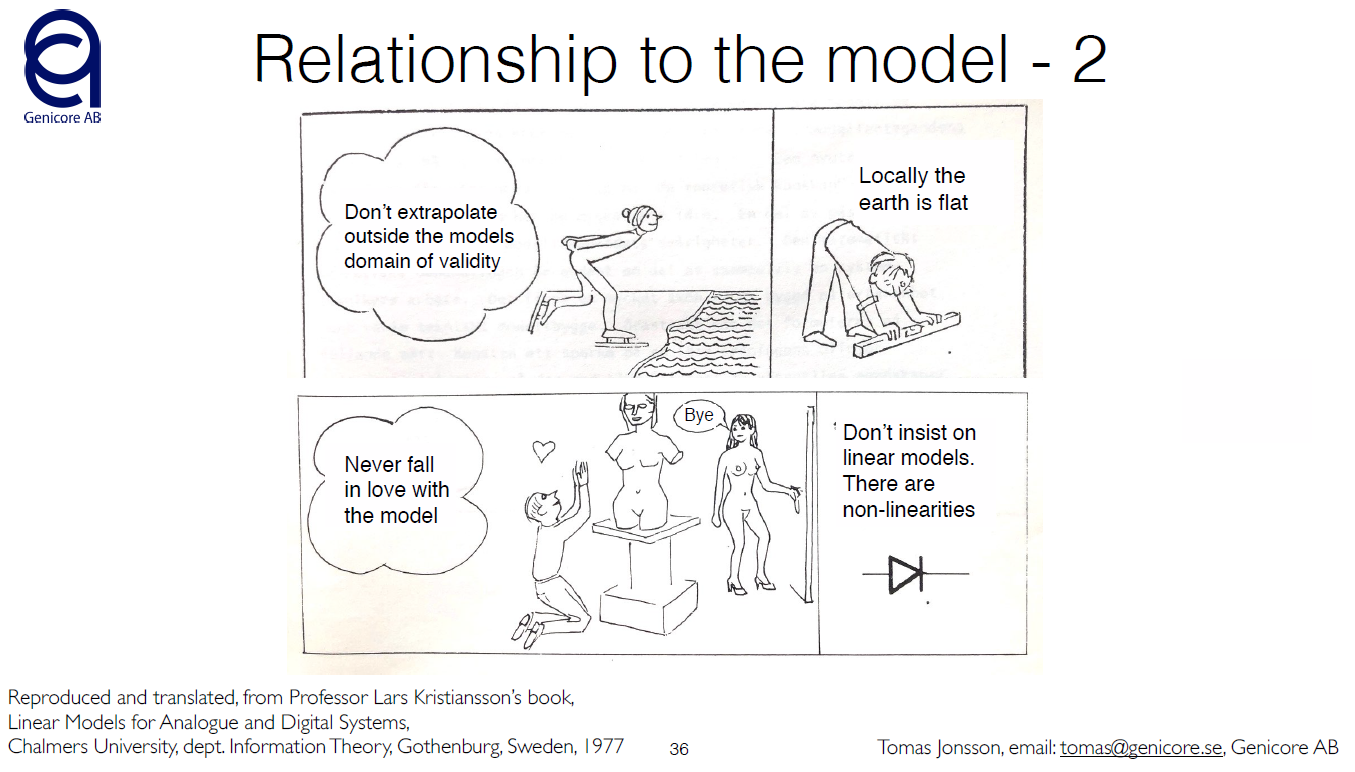 Genicore AB
Relationship to the model - 2
Don't extrapolate
outside the models
domain of validity
Locally the
earth is flat
Never fall
in love with
the model
Bye
Don't insist on
linear models.
There are
non-linearities
Reproduced and translated, from Professor Lars Kristiansson's book,
Linear Models for Analogue and Digital Systems,
Chalmers University, dept. Information Theory, Gothenburg, Sweden, 1977
36
Tomas Jonsson, email: tomas@genicore.se, Genicore AB